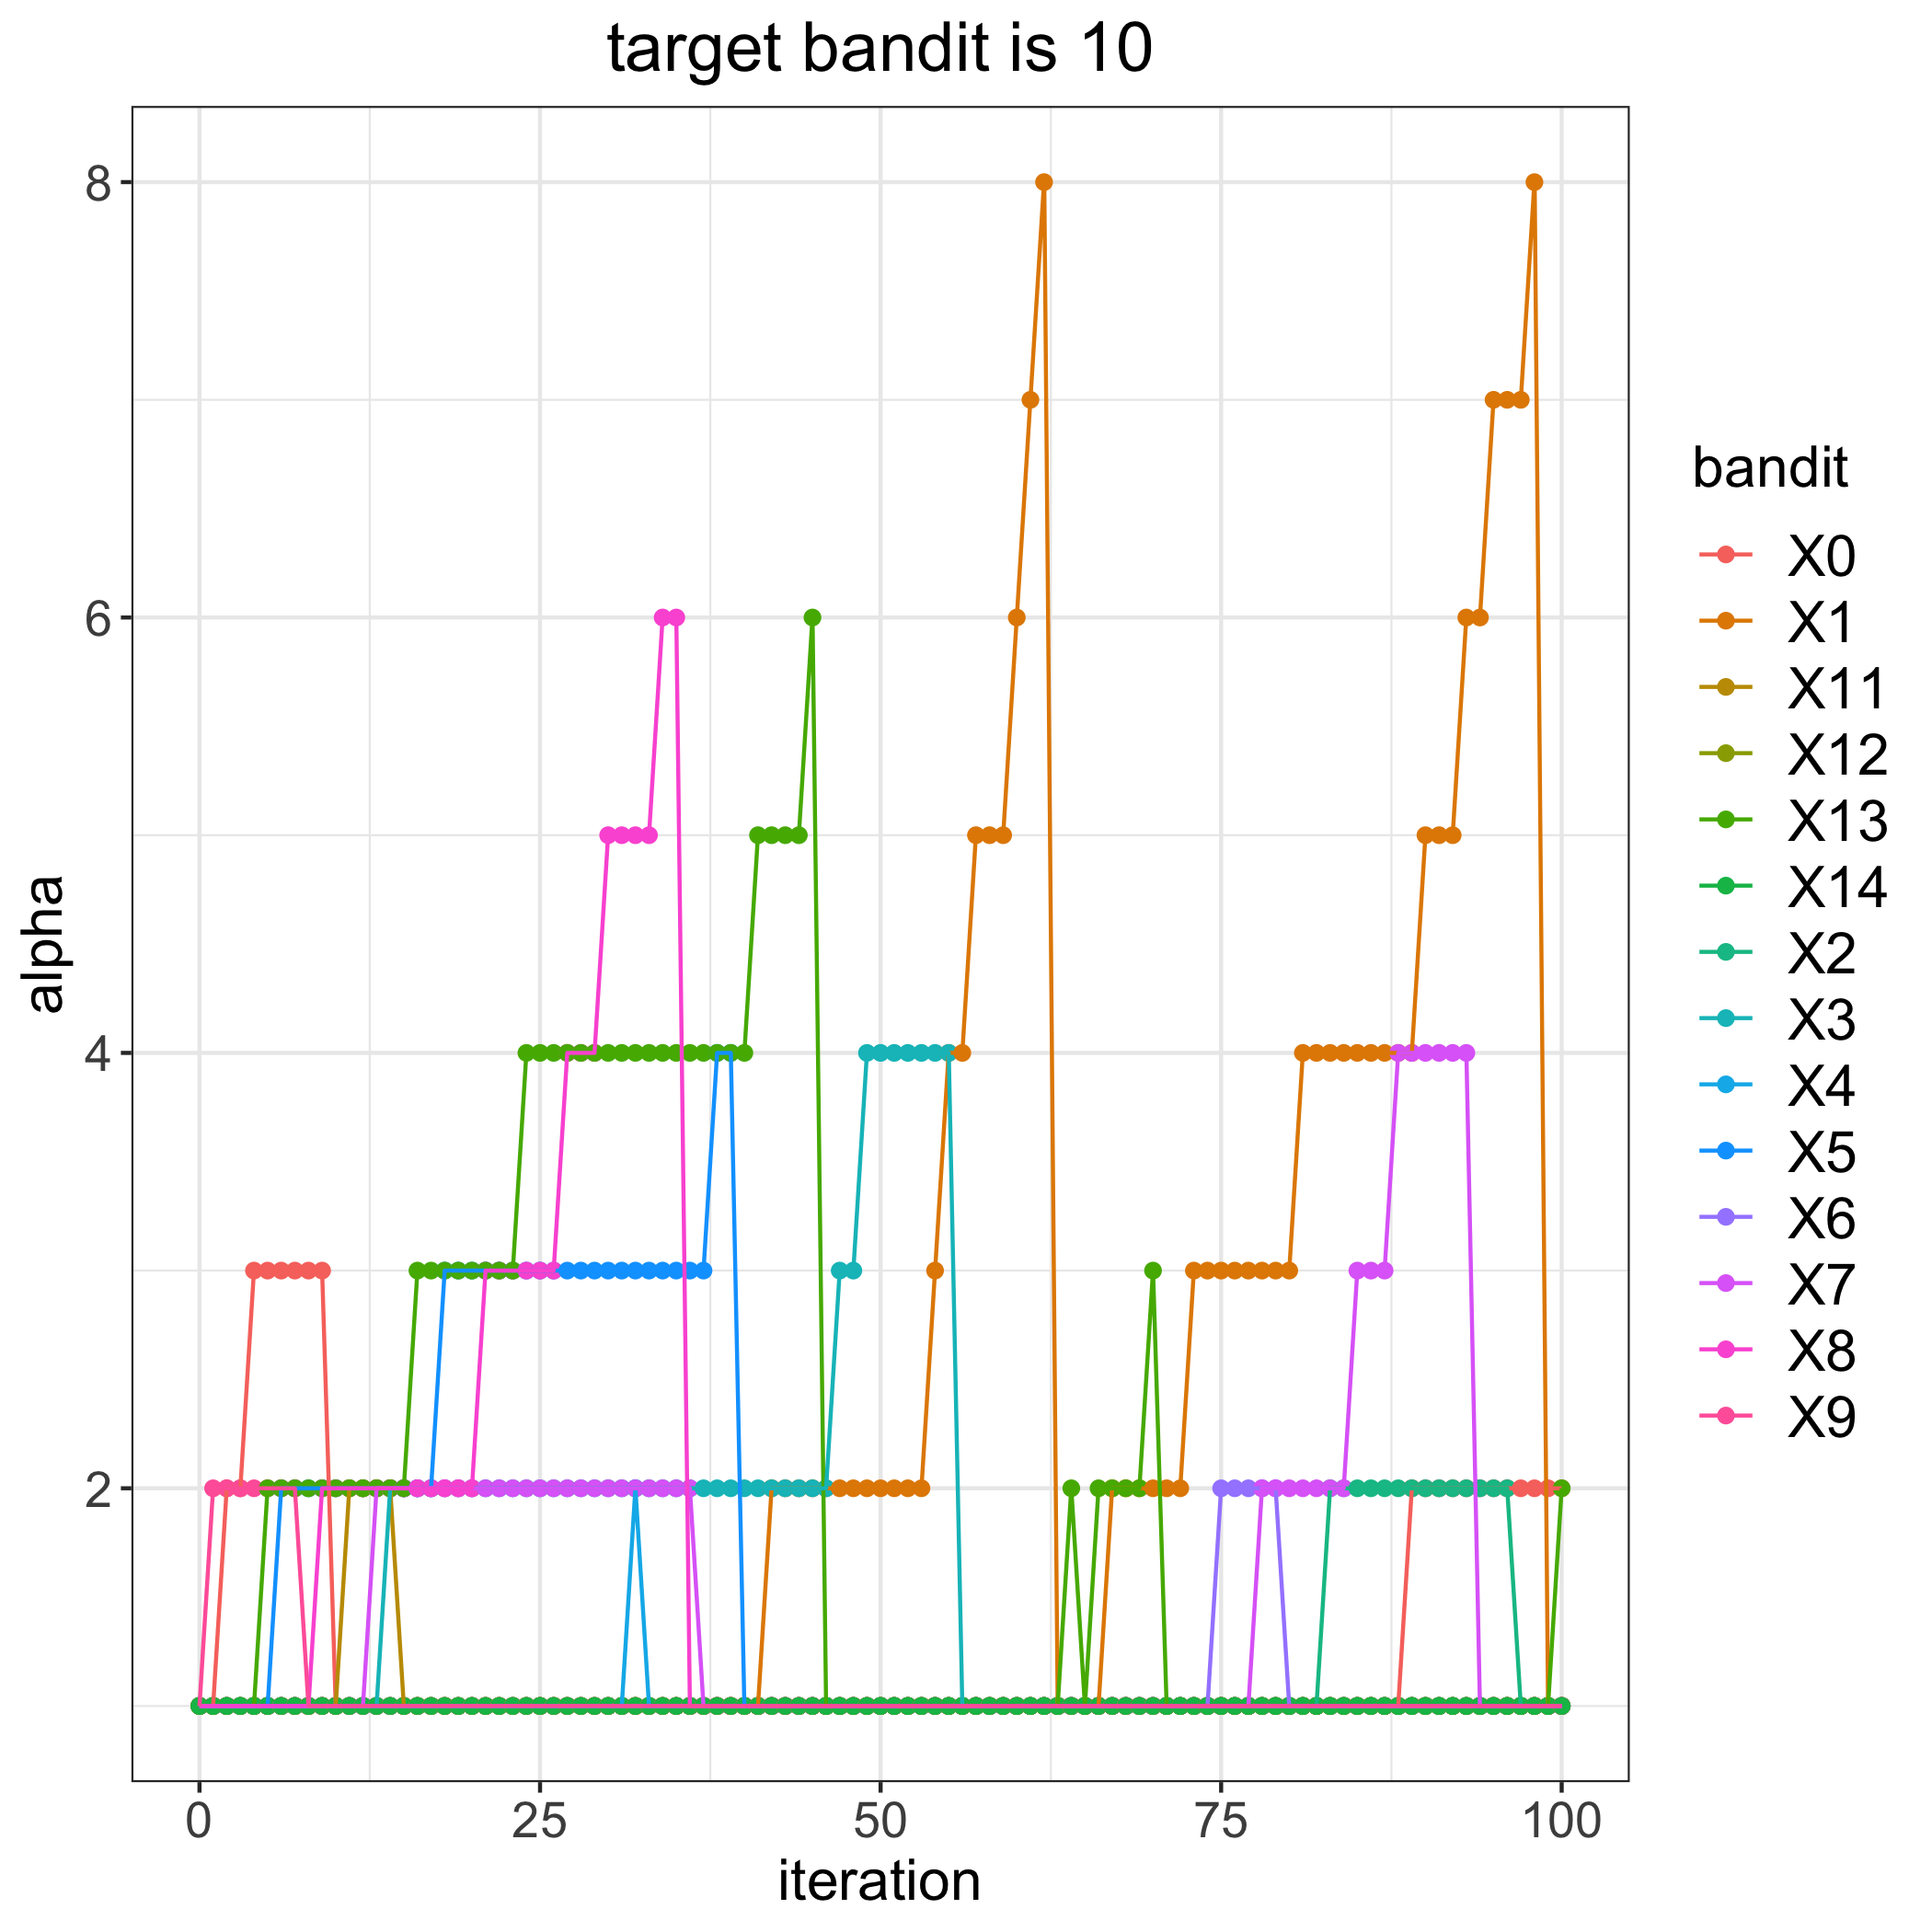 target bandit is 10
8
6
4
2
alpha
0 25 50 75 100
iteration
bandit
X0
X1
X11
X12
X13
X14
X2
X3
X4
X5
X6
X7
X8
X9